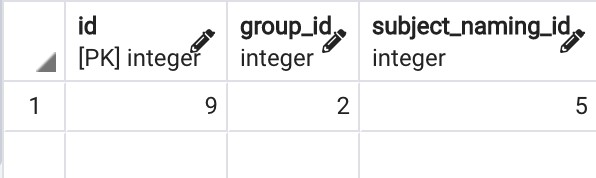 id group_id subject_naming_id
[PK] integer integer integer
1 9 2 5